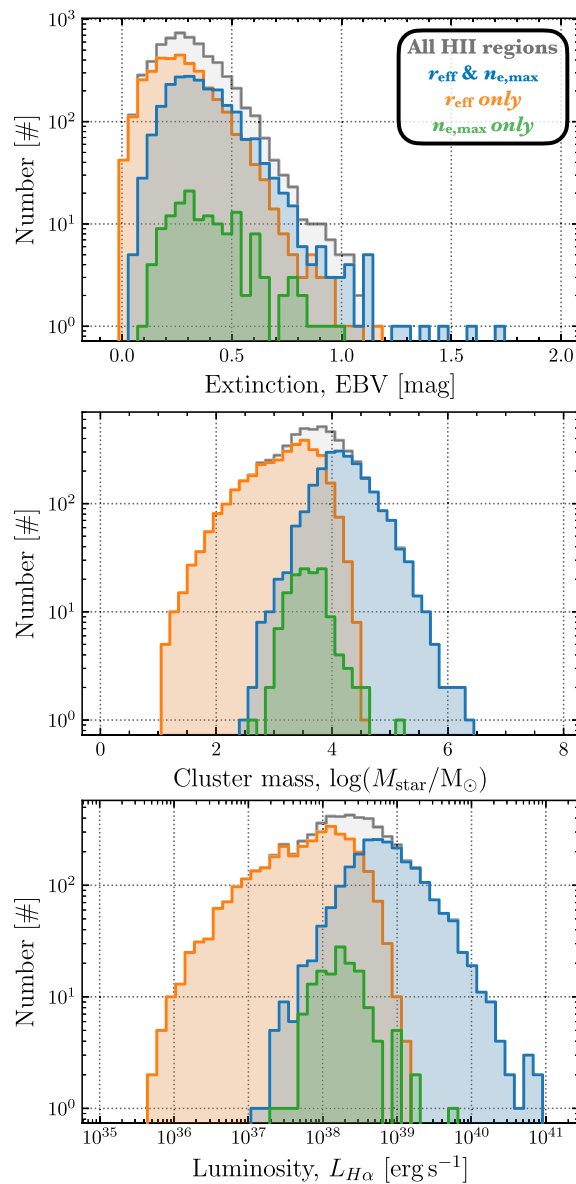 10³
10²
10¹
10⁰
Number [#]
All HII regions
r_eff & n_e,max
r_eff only
n_e,max only
0.0 0.5 1.0 1.5 2.0
Extinction, EBV [mag]
10²
10¹
10⁰
Number [#]
0 2 4 6 8
Cluster mass, log(M_star/M_⊙)
10²
10¹
10⁰
Number [#]
10³⁵ 10³⁶ 10³⁷ 10³⁸ 10³⁹ 10⁴⁰ 10⁴¹
Luminosity, L_Hα [erg s⁻¹]